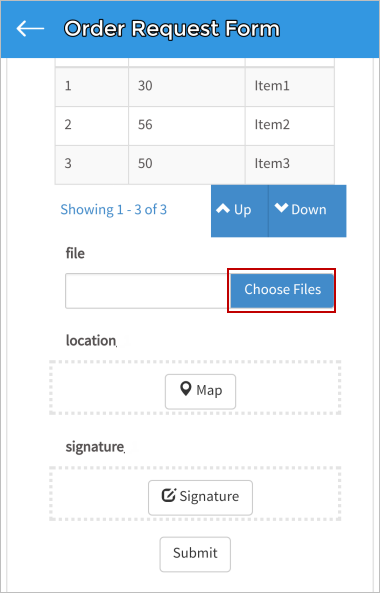 Order Request Form
1 30 Item1
2 56 Item2
3 50 Item3
Showing 1 - 3 of 3 Up Down
file
Choose Files
location
Map
signature
Signature
Submit